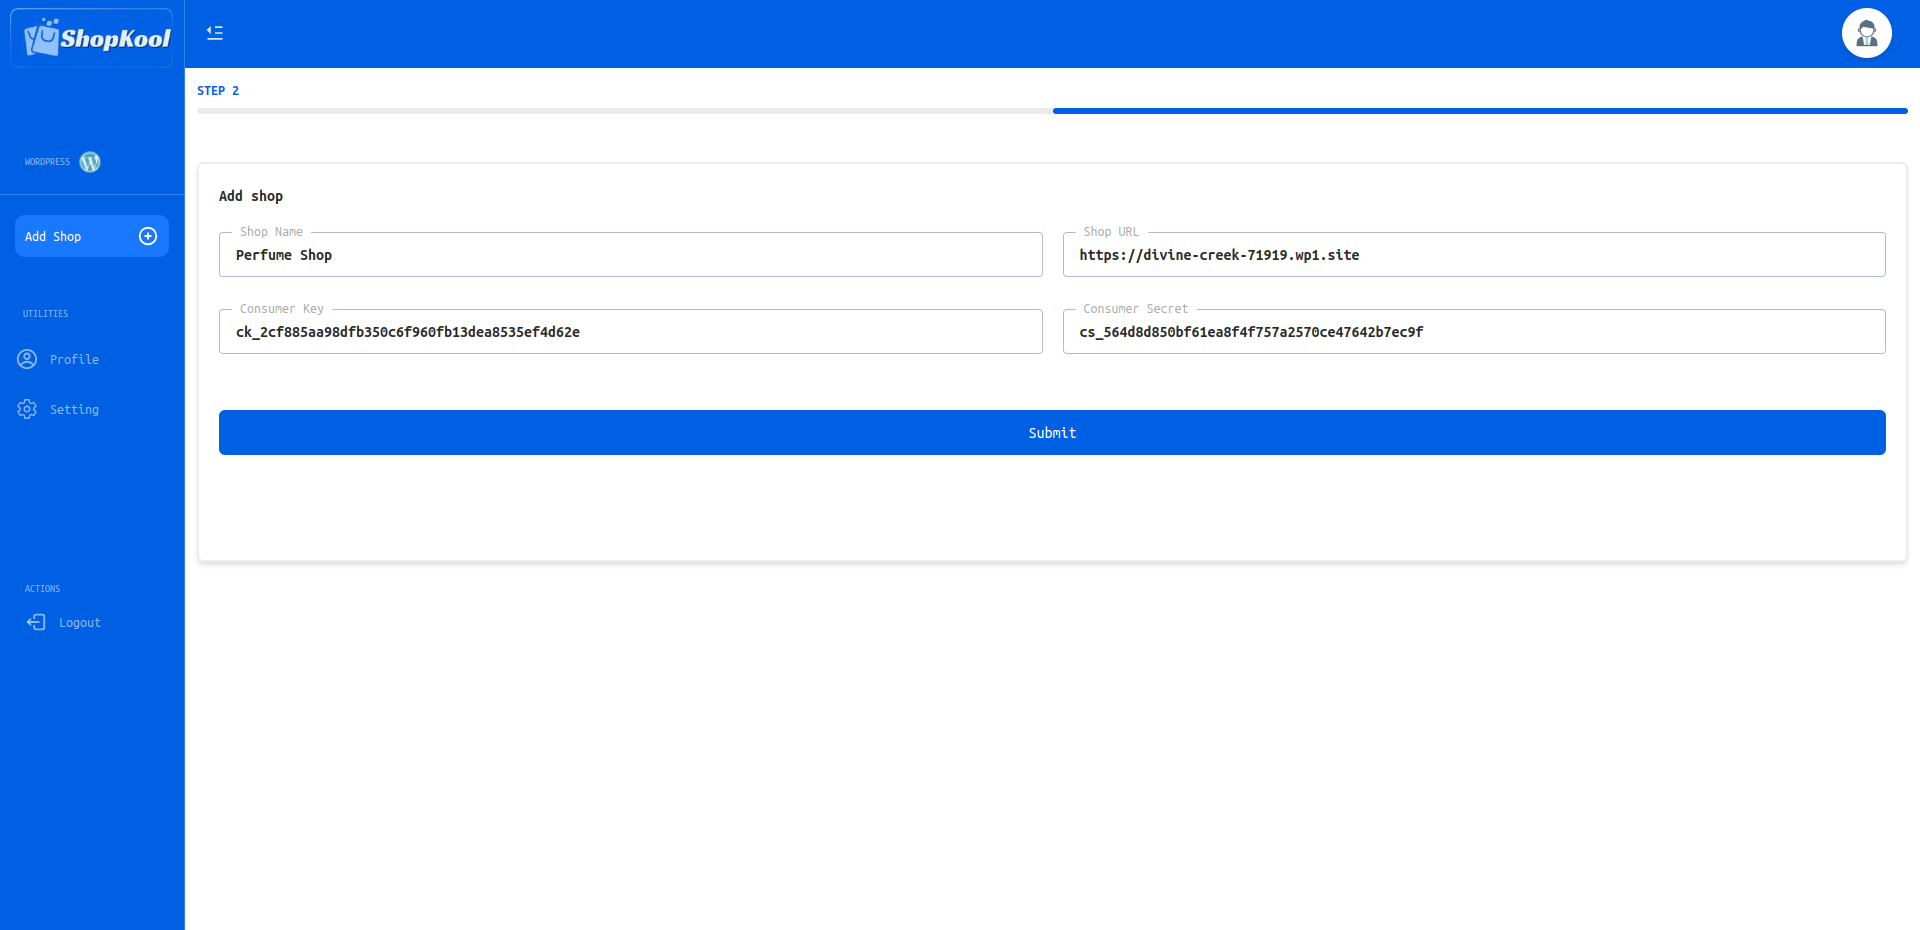 ShopKool
STEP 2
WORDPRESS
Add Shop
UTILITIES
Profile
Setting
ACTIONS
Logout
Add shop
Shop Name
Perfume Shop
Shop URL
https://divine-creek-71919.wp1.site
Consumer Key
ck_2cf885aa98dfb350c6f960fb13dea8535ef4d62e
Consumer Secret
cs_564d8d850bf61ea8f4f757a2570ce47642b7ec9f
Submit